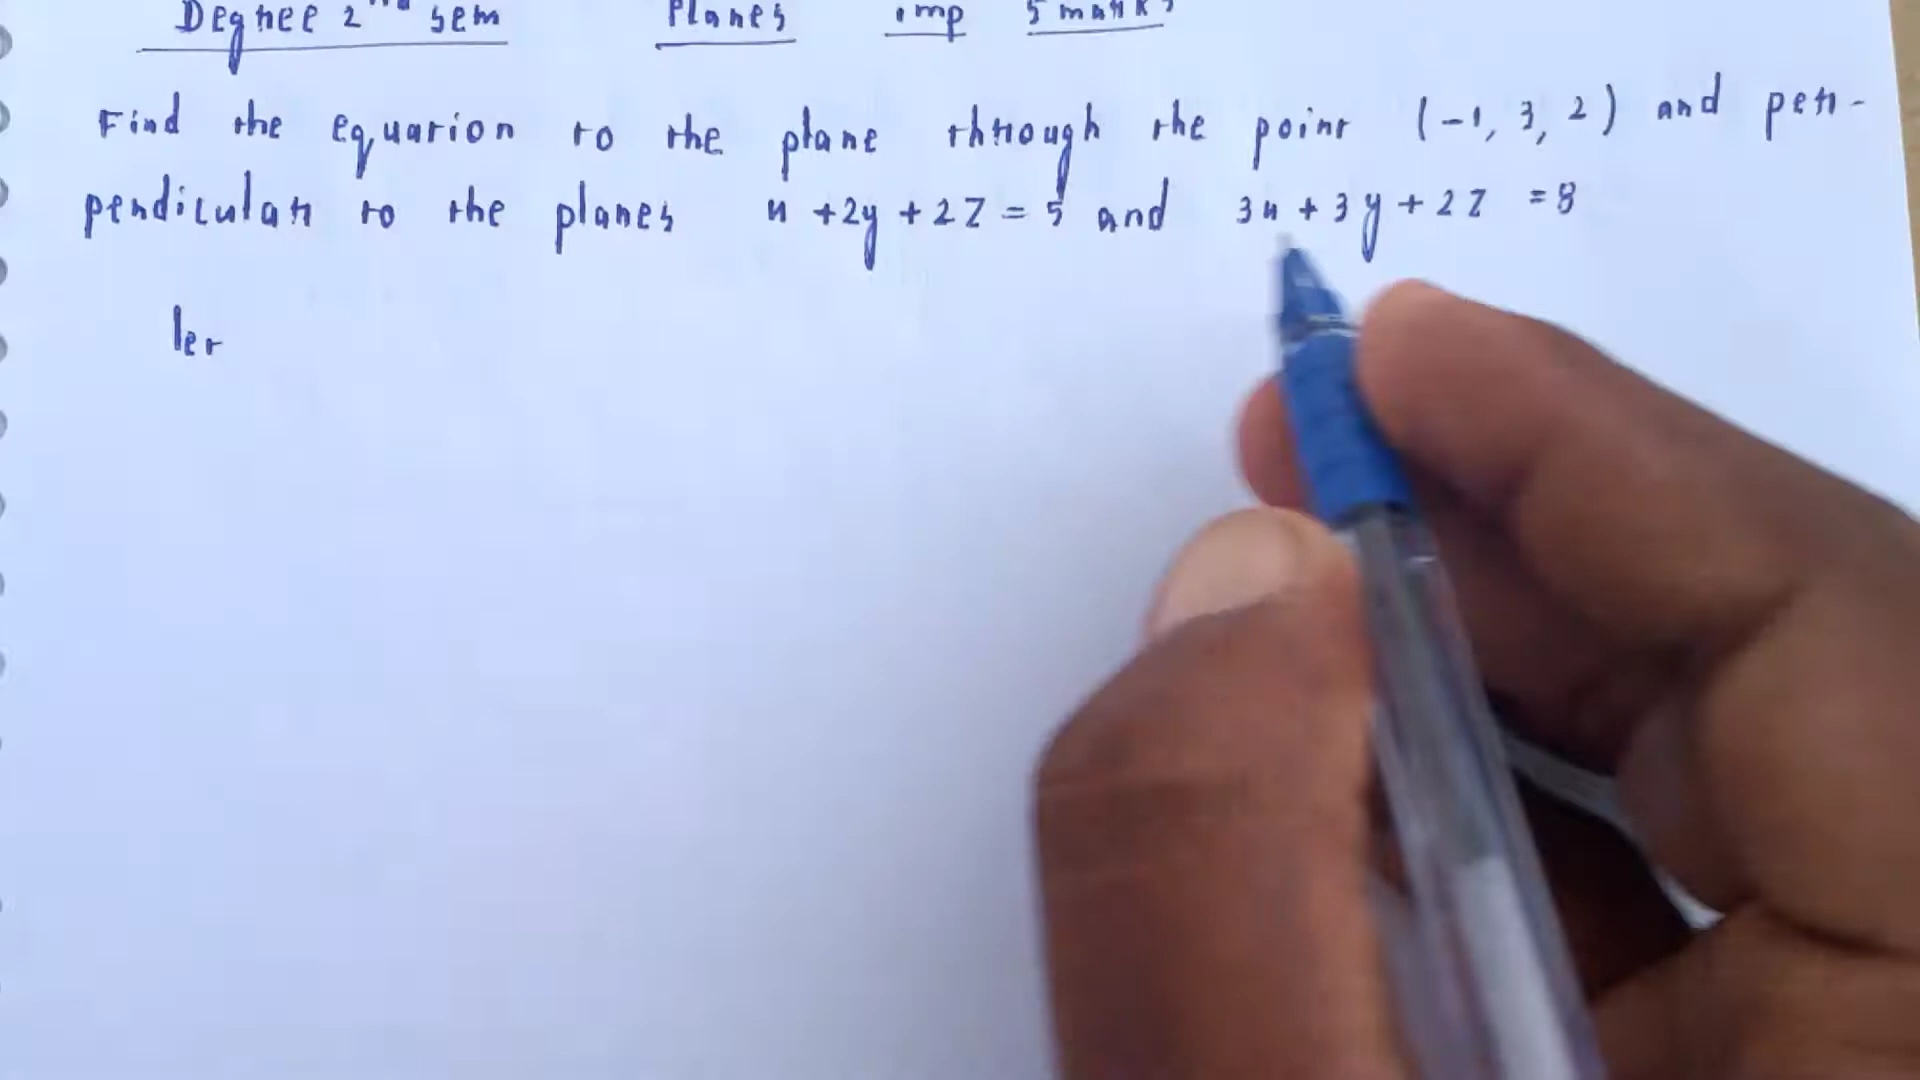 Degree 2nd sem Planes imp 5 marks
Find the equation to the plane through the point (-1, 3, 2) and per-
pendicular to the planes x + 2y + 2z = 5 and 3x + 3y + 2z = 8
let